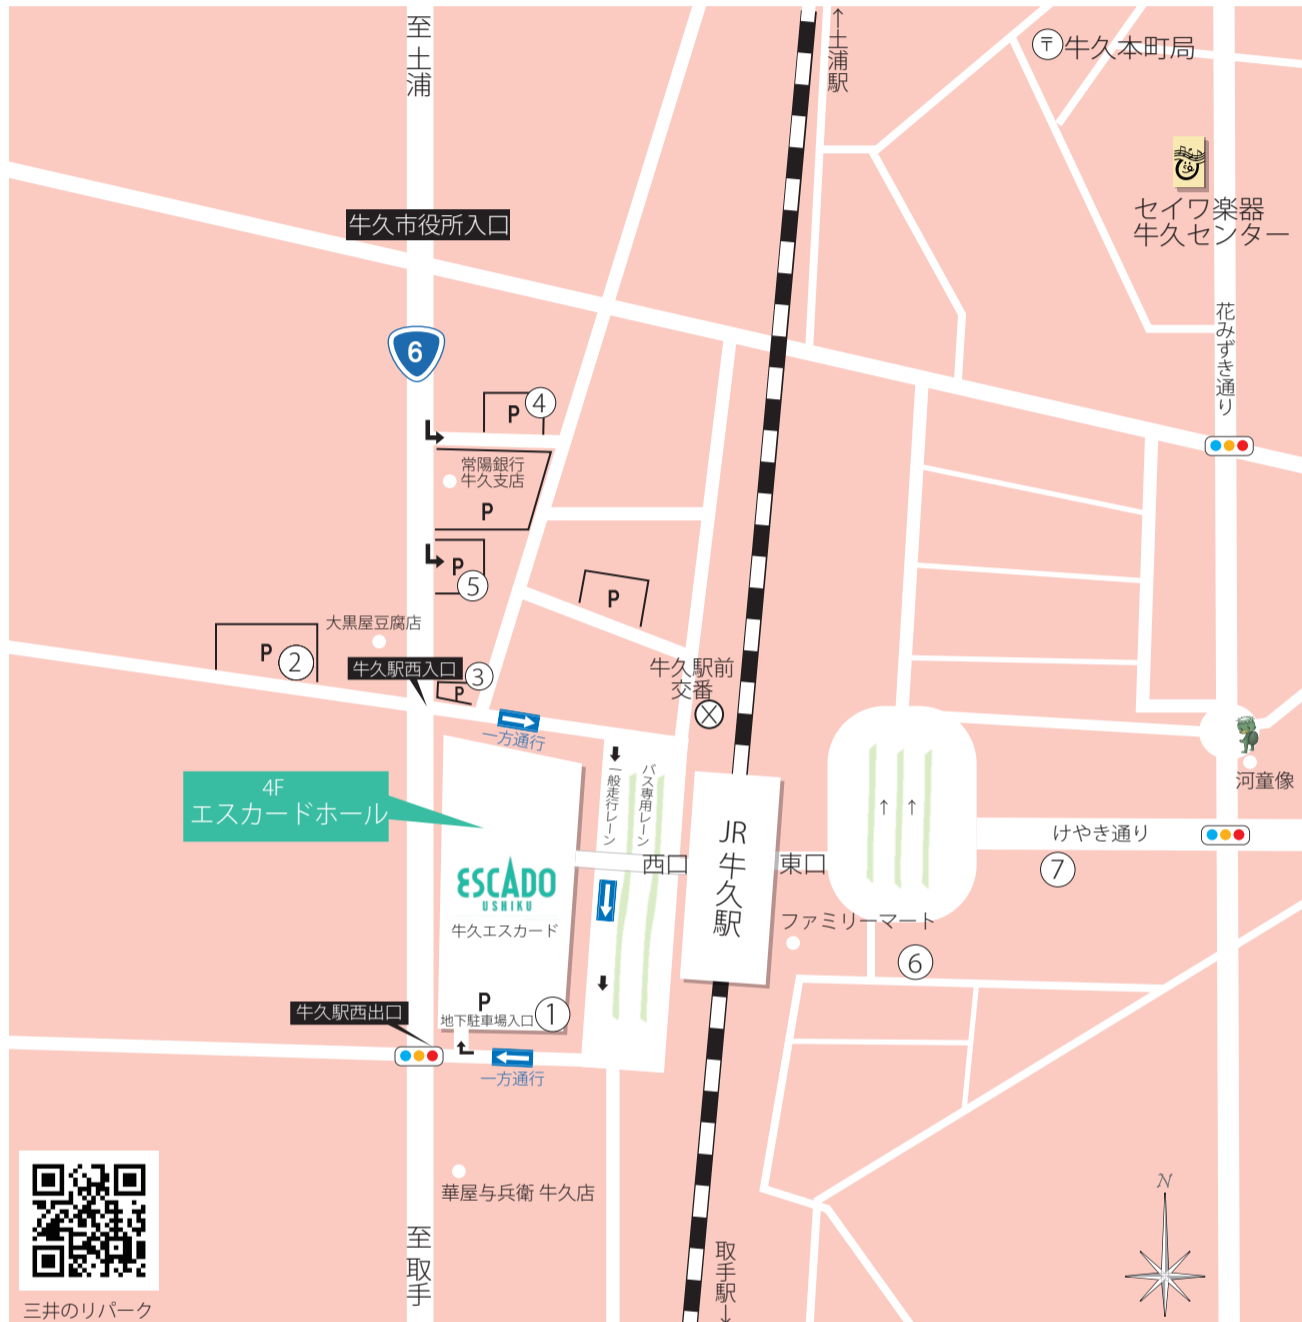 至土浦
↑土浦駅
〒
牛久本町局
セイワ楽器
牛久センター
牛久市役所入口
花みずき通り
6
P
④
常陽銀行
牛久支店
P
P
⑤
P
大黒屋豆腐店
P
②
牛久駅西入口
③
P
牛久駅前
交番
一方通行
一般走行レーン
バス専用レーン
河童像
4F
エスカードホール
↑
↑
けやき通り
⑦
JR牛久駅
西口
東口
ESCADO
USHIKU
牛久エスカード
ファミリーマート
⑥
P
地下駐車場入口
①
牛久駅西出口
一方通行
華屋与兵衛 牛久店
至取手
取手駅↓
N
三井のリパーク